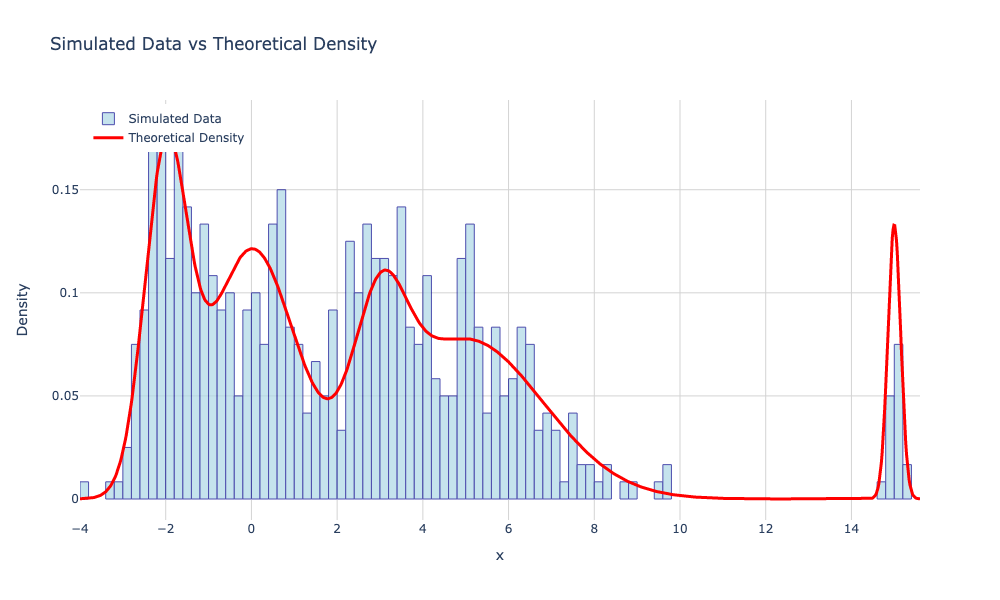 Simulated Data vs Theoretical Density
Simulated Data
Theoretical Density
0.15
0.1
0.05
0
Density
−4 −2 0 2 4 6 8 10 12 14
x